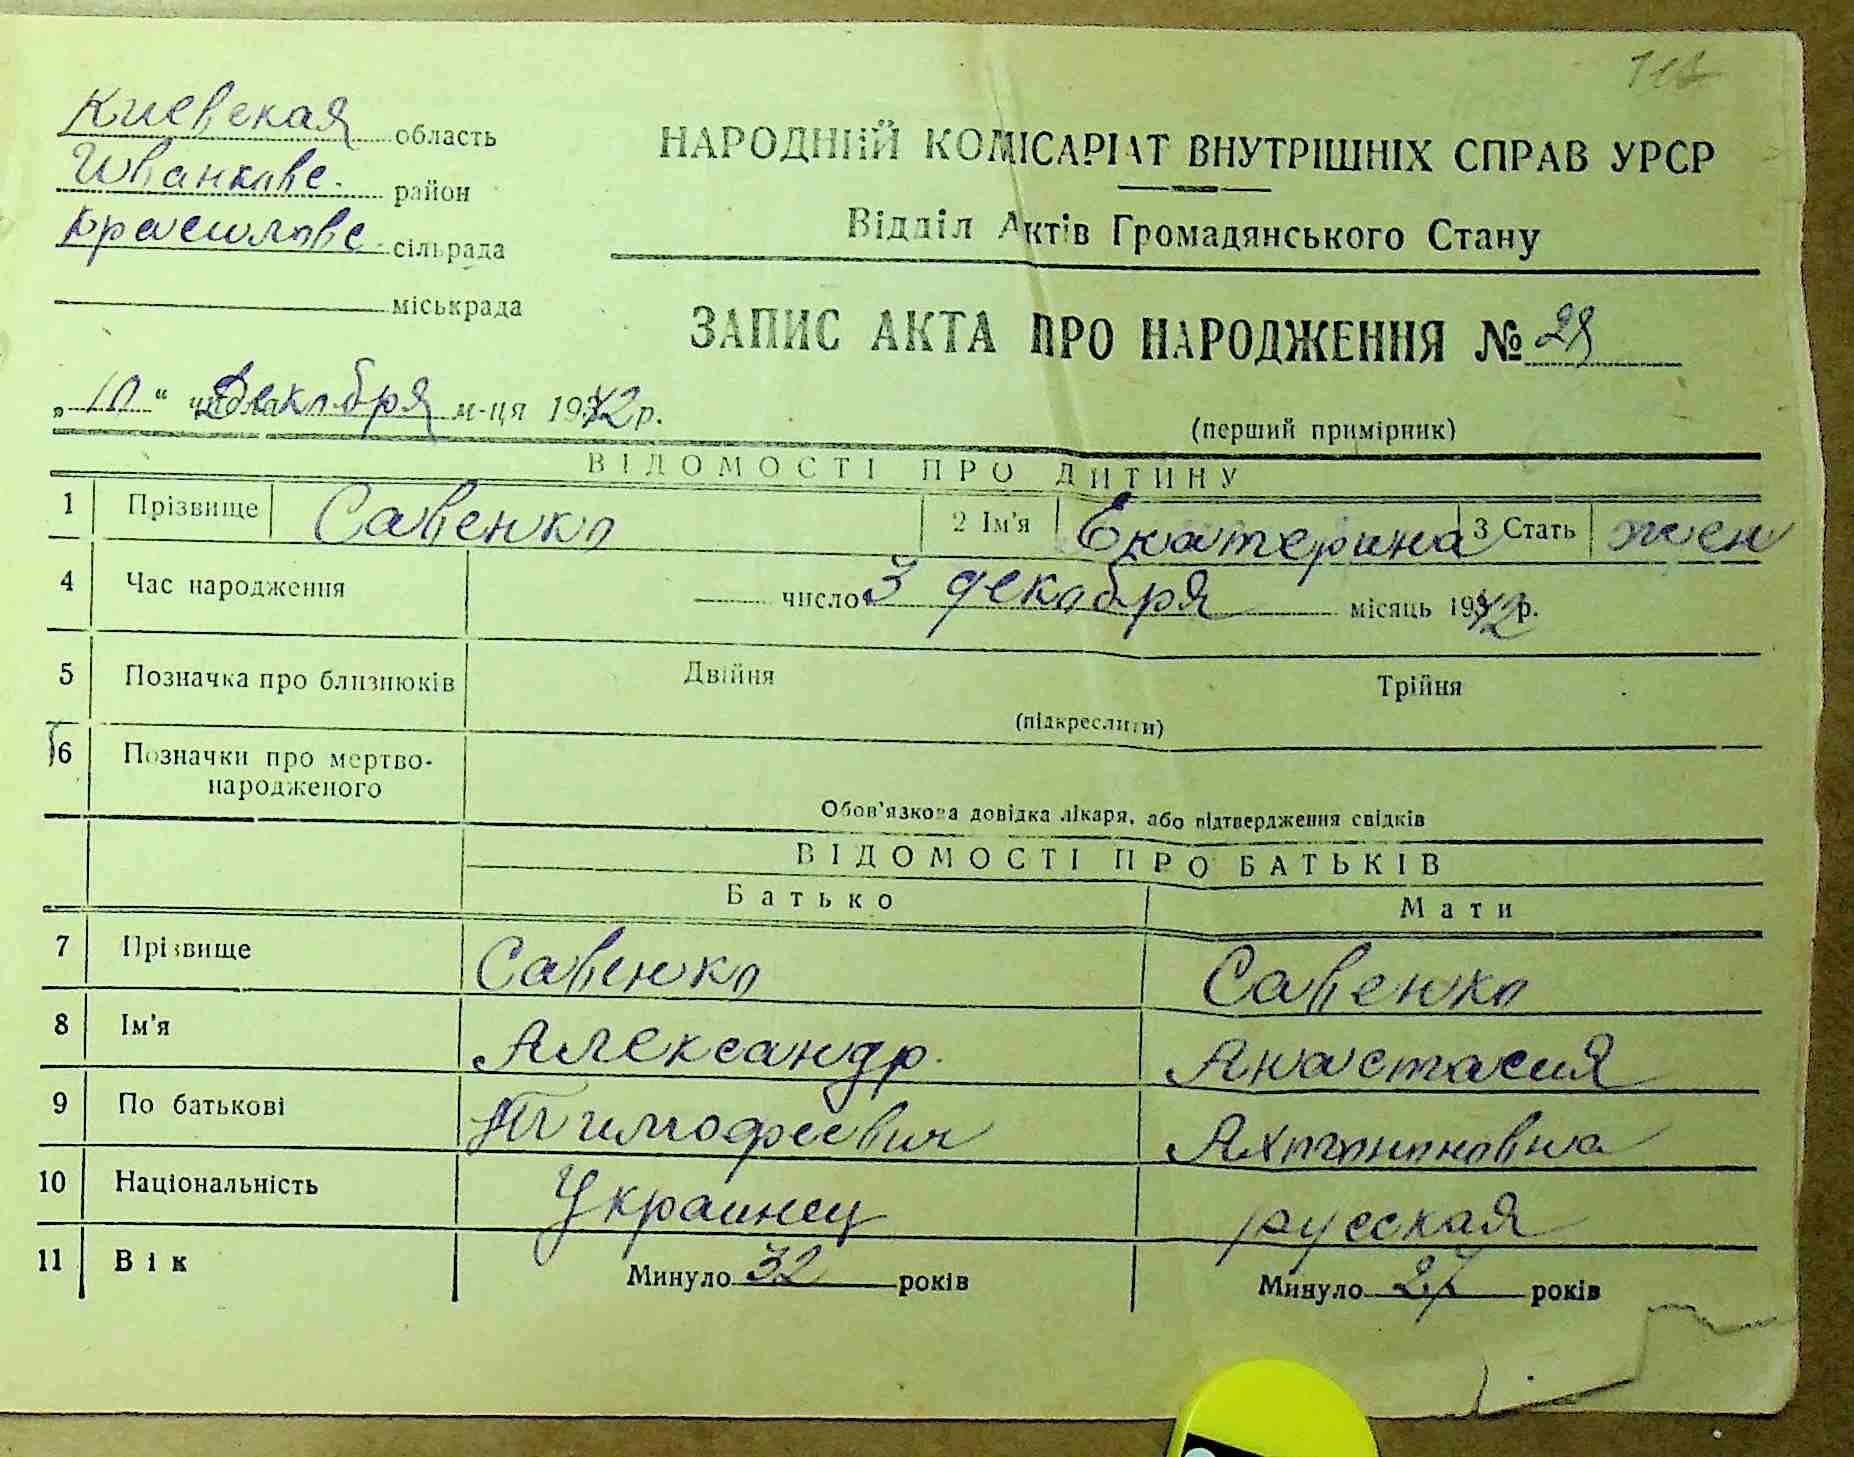 Киевская область
Иванковс. район
Красиловс. сільрада
міськрада
НАРОДНИЙ КОМІСАРІАТ ВНУТРІШНІХ СПРАВ УРСР
Відділ Актів Громадянського Стану
ЗАПИС АКТА ПРО НАРОДЖЕННЯ № 28
„10“ числа Декабря м-ця 1942 р.
(перший примірник)
ВІДОМОСТІ ПРО ДИТИНУ
1 Прізвище Савенко 2 Ім'я Екатерина 3 Стать жен
4 Час народження число 3 декабря місяць 1942 р.
5 Позначка про близнюків Двійня Трійня
(підкреслити)
6 Позначки про мертво-
народженого
Обов'язкова довідка лікаря, або підтвердження свідків
ВІДОМОСТІ ПРО БАТЬКІВ
Батько Мати
7 Прізвище Савенко Савенко
8 Ім'я Александр. Анастасия
9 По батькові Тимофеевич
10 Національність Украинец русская
11 Вік Минуло 32 років Минуло 27 років